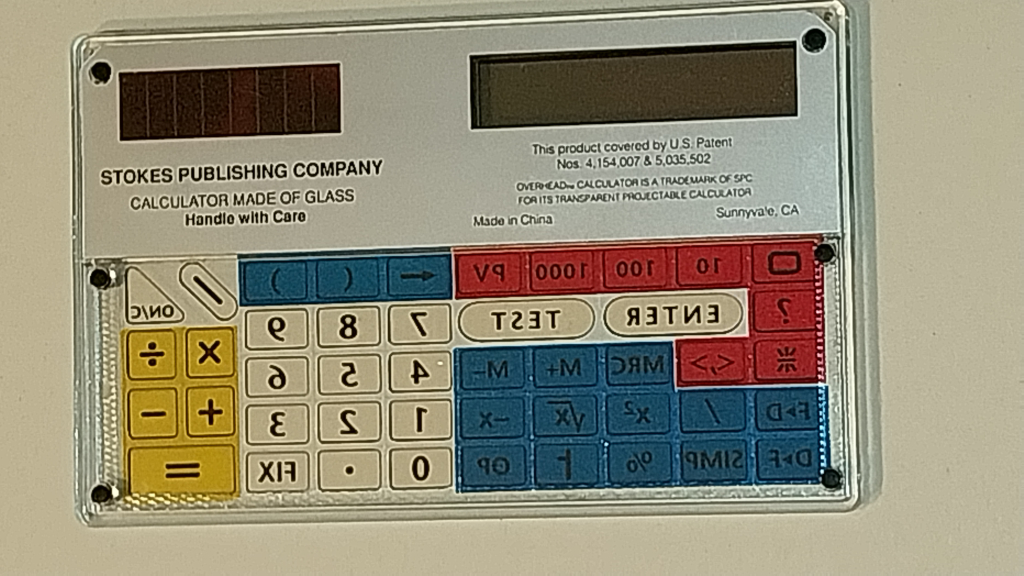 STOKES PUBLISHING COMPANY
CALCULATOR MADE OF GLASS
Handle with Care
This product covered by U.S. Patent
Nos. 4,154,007 & 5,035,502
OVERHEAD™ CALCULATOR IS A TRADEMARK OF SPC
FOR ITS TRANSPARENT PROJECTABLE CALCULATOR
Made in China
Sunnyvale, CA
( ) → PV 1000 100 10
ON/C 9 8 7 TEST ENTER ?
÷ × 6 5 4 M− M+ MRC <,>
− + 3 2 1 −x √x x² / F◂▸D
= FIX . 0 OP % SIMP D▸F